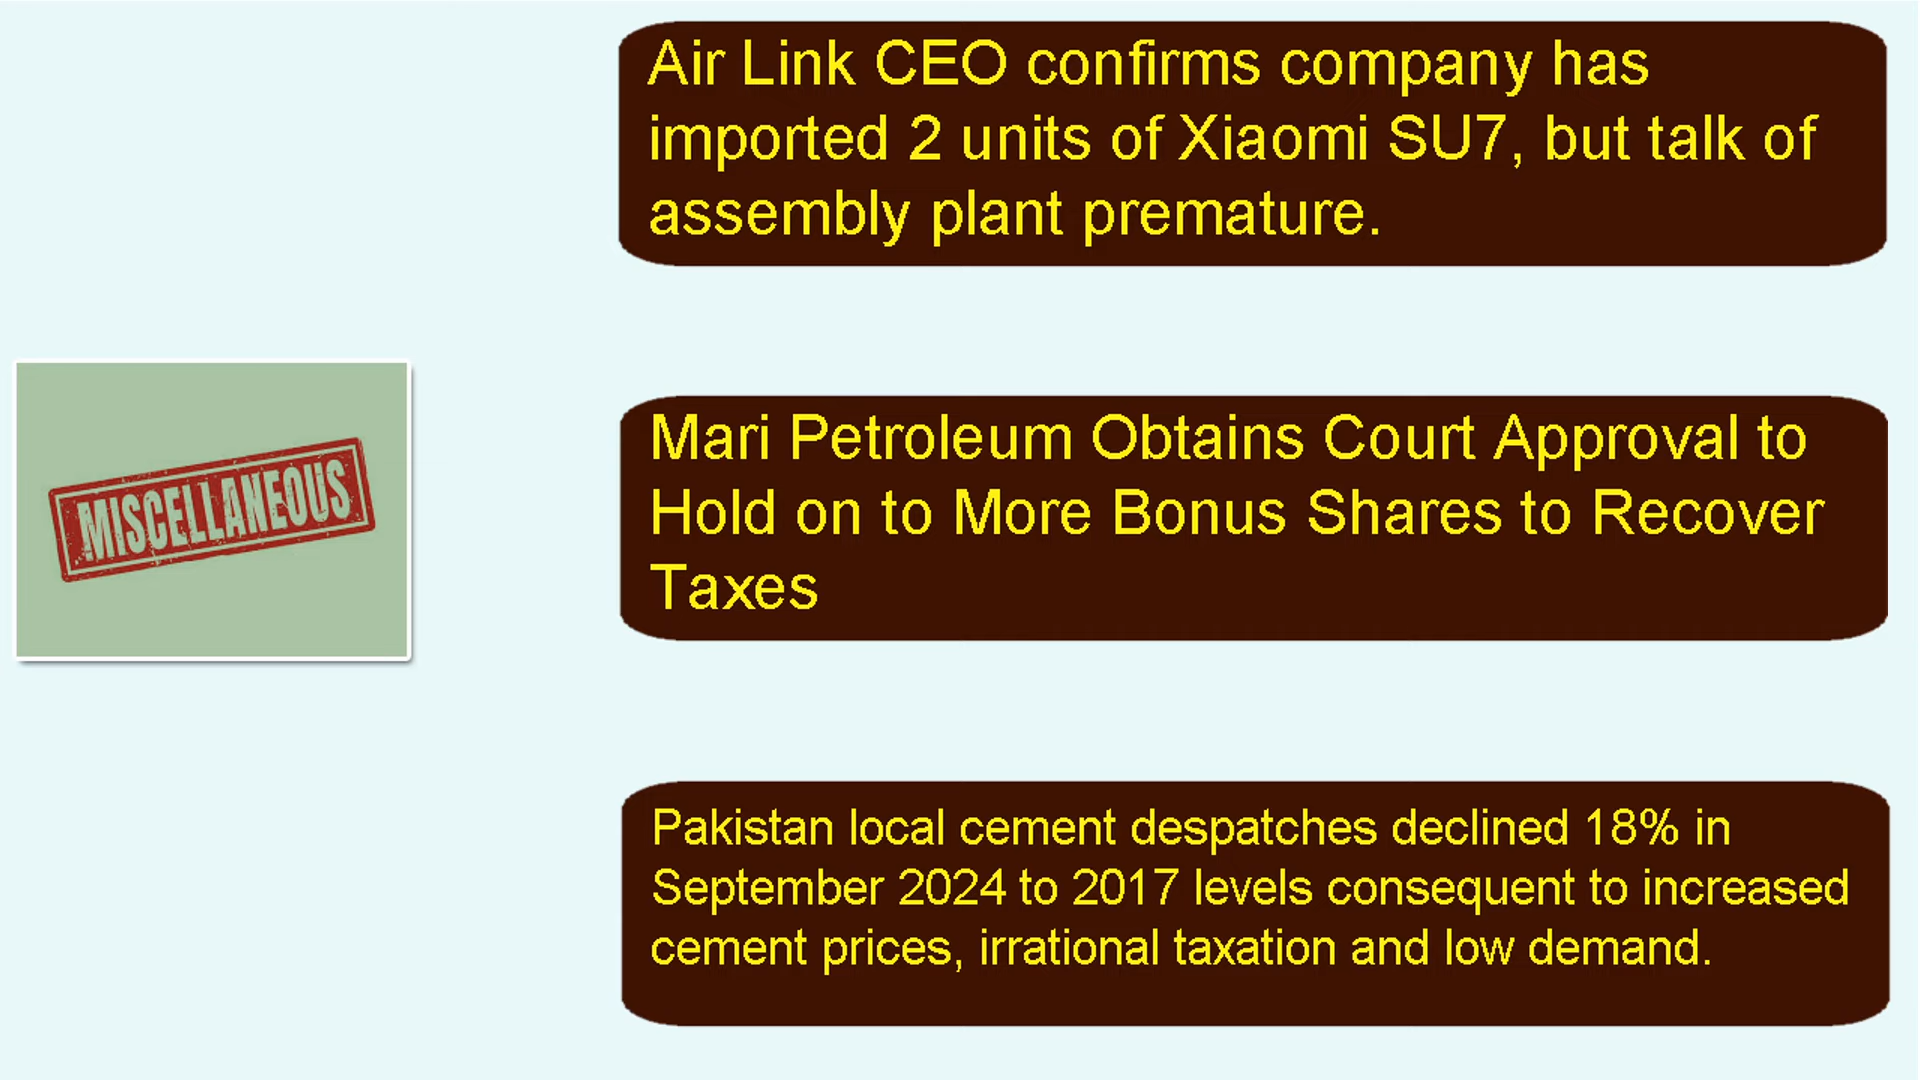 Air Link CEO confirms company has
imported 2 units of Xiaomi SU7, but talk of
assembly plant premature.
MISCELLANEOUS
Mari Petroleum Obtains Court Approval to
Hold on to More Bonus Shares to Recover
Taxes
Pakistan local cement despatches declined 18% in
September 2024 to 2017 levels consequent to increased
cement prices, irrational taxation and low demand.